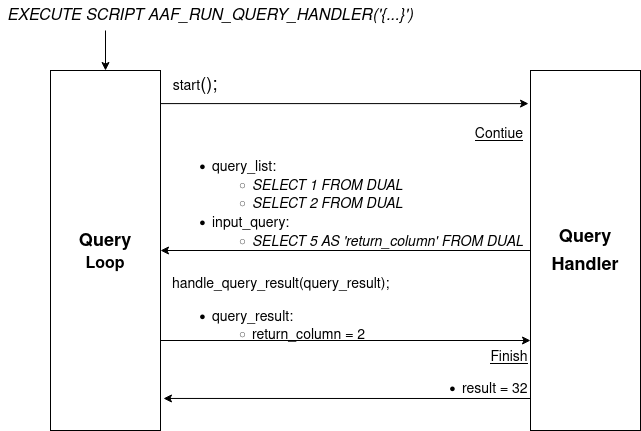 EXECUTE SCRIPT AAF_RUN_QUERY_HANDLER('{...}')
start();
Contiue
• query_list:
○ SELECT 1 FROM DUAL
○ SELECT 2 FROM DUAL
• input_query:
○ SELECT 5 AS 'return_column' FROM DUAL
Query
Loop
Query
Handler
handle_query_result(query_result);
• query_result:
○ return_column = 2
Finish
• result = 32